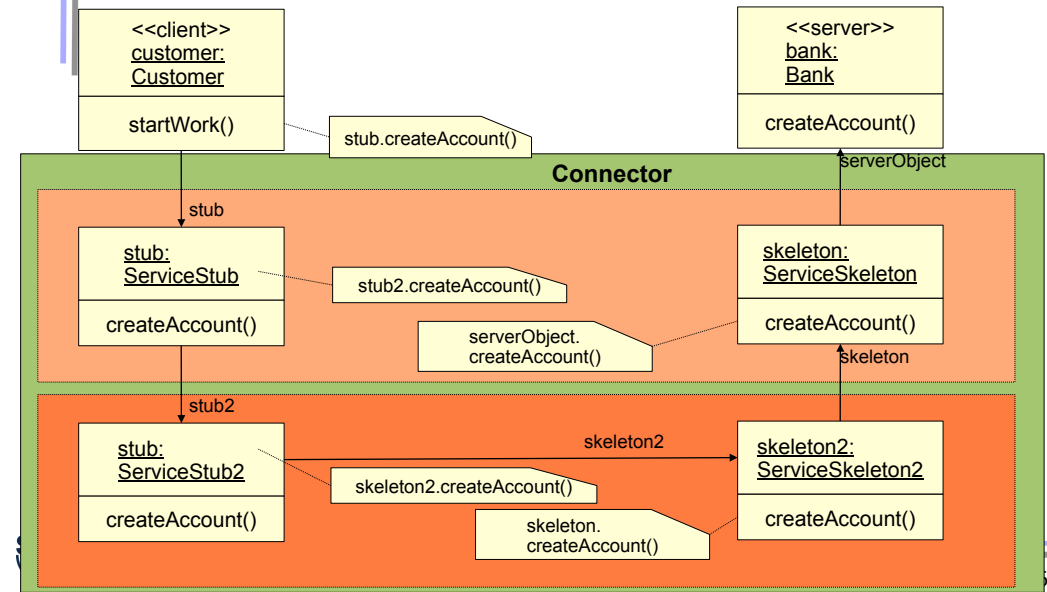 <<client>>
customer:
Customer
startWork()
stub.createAccount()
<<server>>
bank:
Bank
createAccount()
serverObject
Connector
stub
stub:
ServiceStub
createAccount()
stub2.createAccount()
skeleton:
ServiceSkeleton
createAccount()
serverObject.
createAccount()
skeleton
stub2
stub:
ServiceStub2
createAccount()
skeleton2
skeleton2.createAccount()
skeleton2:
ServiceSkeleton2
createAccount()
skeleton.
createAccount()